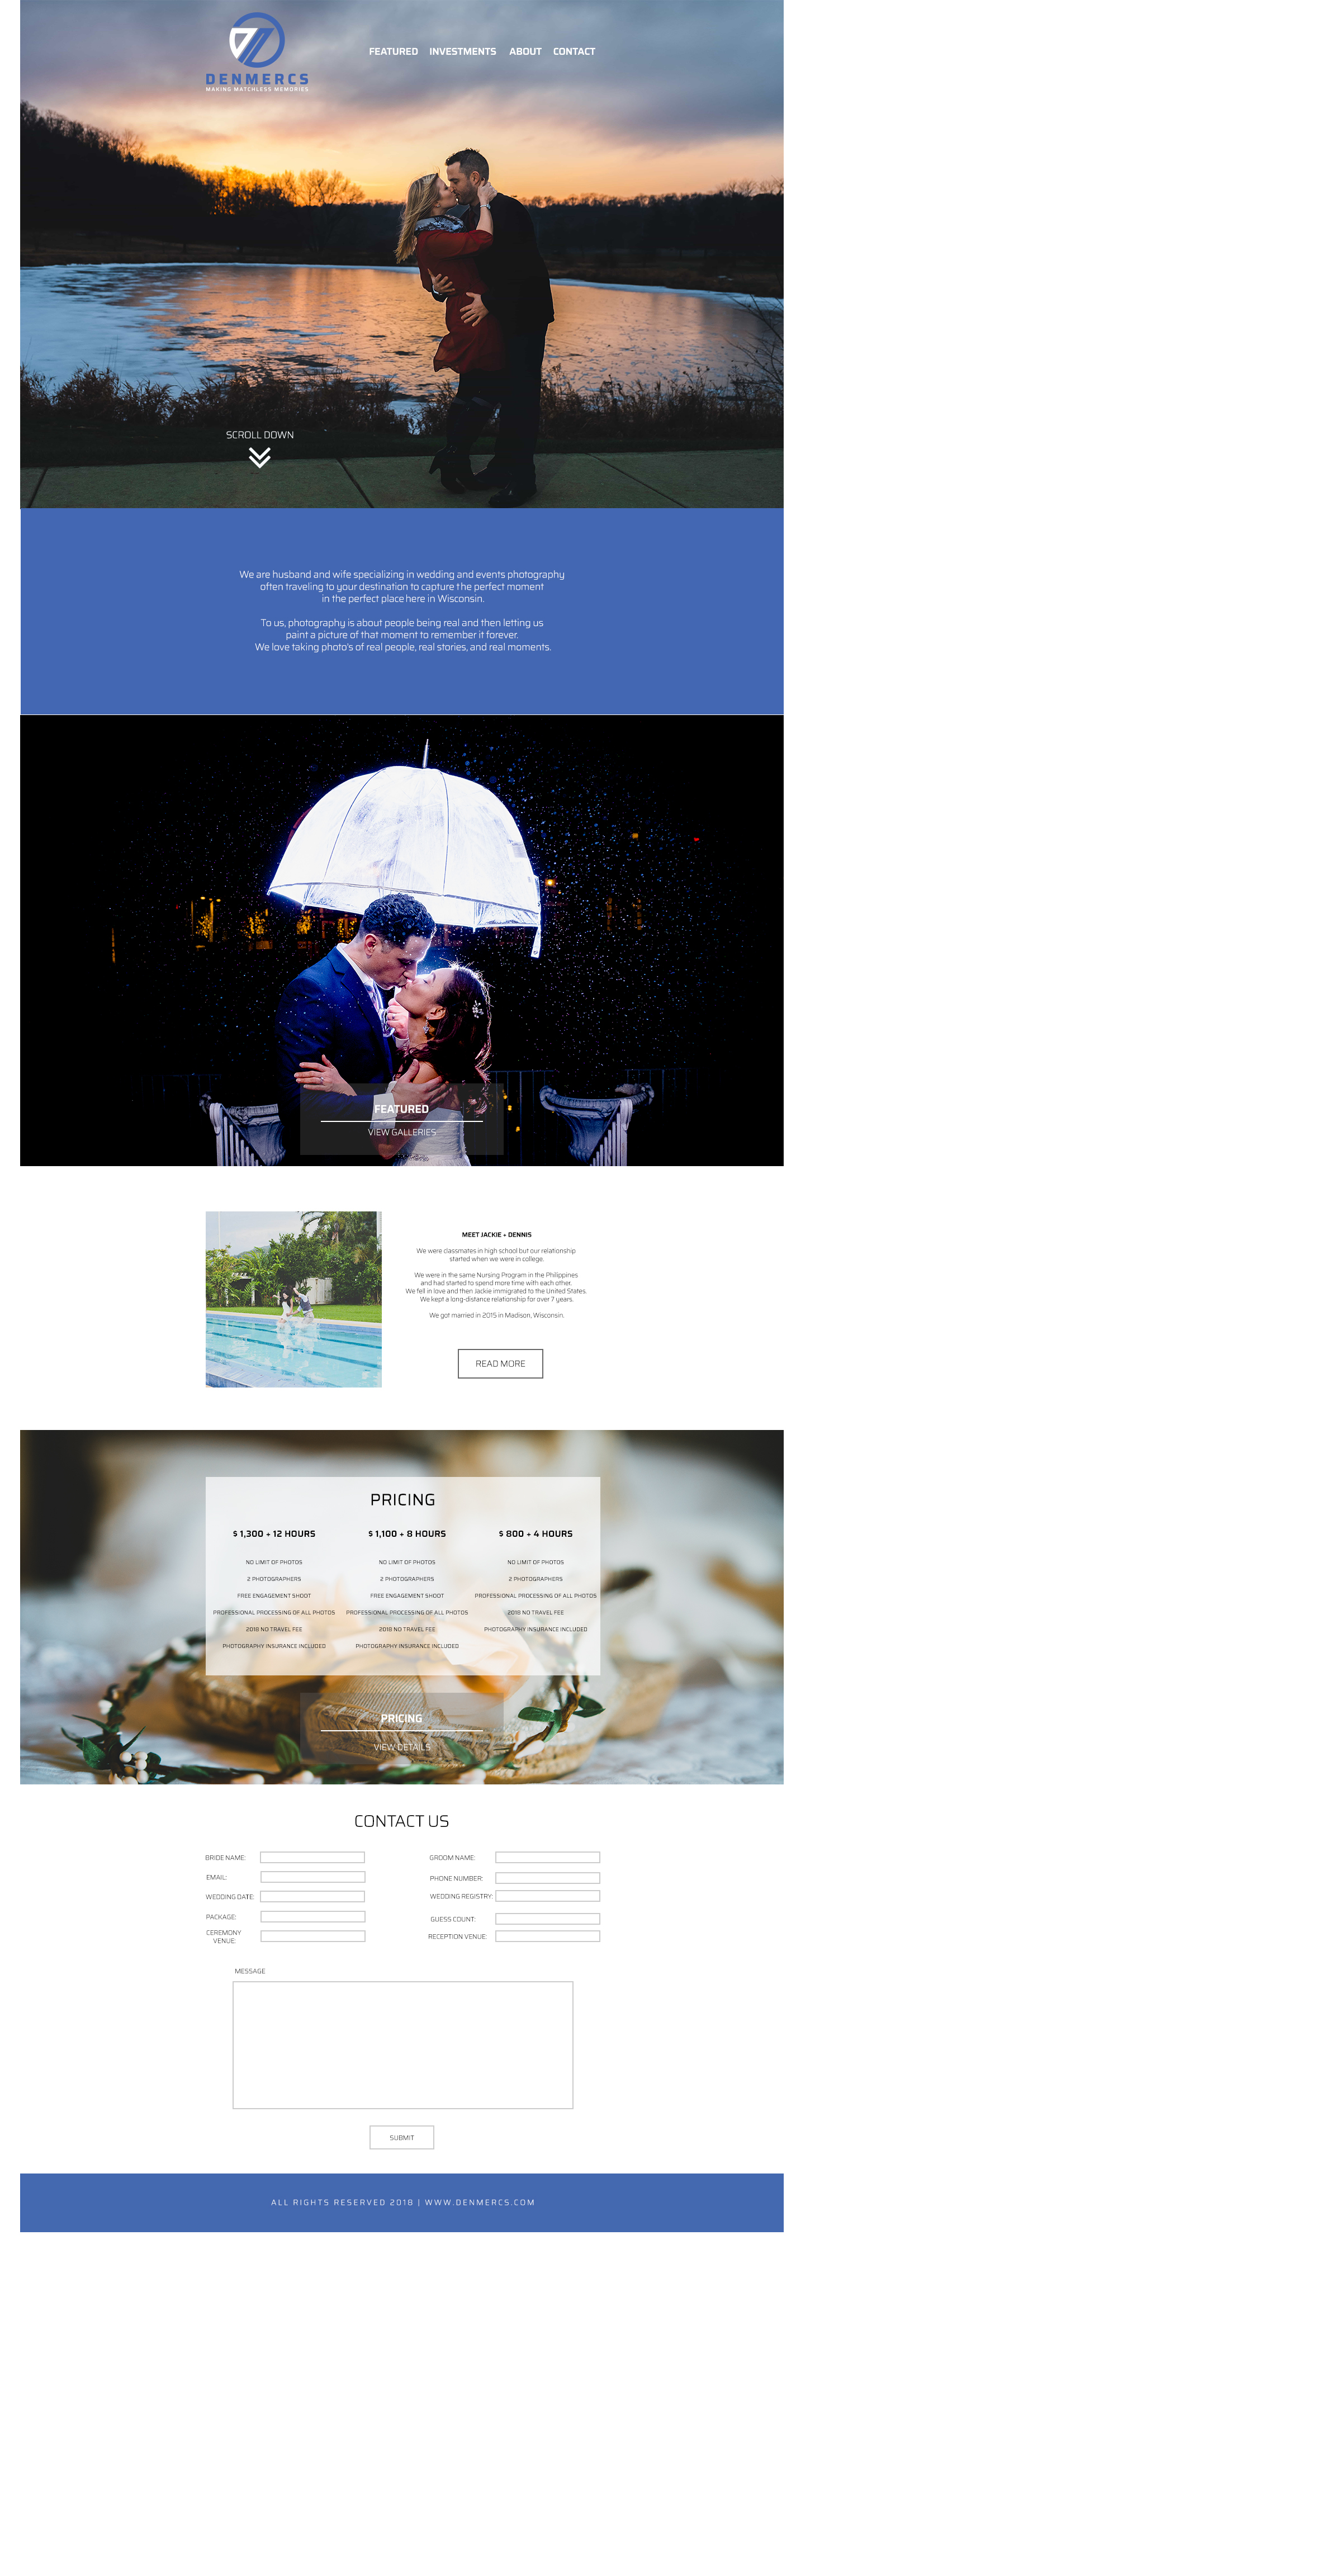 FEATURED INVESTMENTS ABOUT CONTACT
DENMERCS
MAKING MATCHLESS MEMORIES
SCROLL DOWN
We are husband and wife specializing in wedding and events photography
often traveling to your destination to capture the perfect moment
in the perfect place here in Wisconsin.
To us, photography is about people being real and then letting us
paint a picture of that moment to remember it forever.
We love taking photo's of real people, real stories, and real moments.
FEATURED
VIEW GALLERIES
MEET JACKIE + DENNIS
We were classmates in high school but our relationship
started when we were in college.
We were in the same Nursing Program in the Philippines
and had started to spend more time with each other.
We fell in love and then Jackie immigrated to the United States.
We kept a long-distance relationship for over 7 years.
We got married in 2015 in Madison, Wisconsin.
READ MORE
PRICING
$ 1,300 + 12 HOURS
NO LIMIT OF PHOTOS
2 PHOTOGRAPHERS
FREE ENGAGEMENT SHOOT
PROFESSIONAL PROCESSING OF ALL PHOTOS
2018 NO TRAVEL FEE
PHOTOGRAPHY INSURANCE INCLUDED
$ 1,100 + 8 HOURS
NO LIMIT OF PHOTOS
2 PHOTOGRAPHERS
FREE ENGAGEMENT SHOOT
PROFESSIONAL PROCESSING OF ALL PHOTOS
2018 NO TRAVEL FEE
PHOTOGRAPHY INSURANCE INCLUDED
$ 800 + 4 HOURS
NO LIMIT OF PHOTOS
2 PHOTOGRAPHERS
PROFESSIONAL PROCESSING OF ALL PHOTOS
2018 NO TRAVEL FEE
PHOTOGRAPHY INSURANCE INCLUDED
PRICING
VIEW DETAILS
CONTACT US
BRIDE NAME:
GROOM NAME:
EMAIL:
PHONE NUMBER:
WEDDING DATE:
WEDDING REGISTRY:
PACKAGE:
GUESS COUNT:
CEREMONY
VENUE:
RECEPTION VENUE:
MESSAGE
SUBMIT
ALL RIGHTS RESERVED 2018 | WWW.DENMERCS.COM